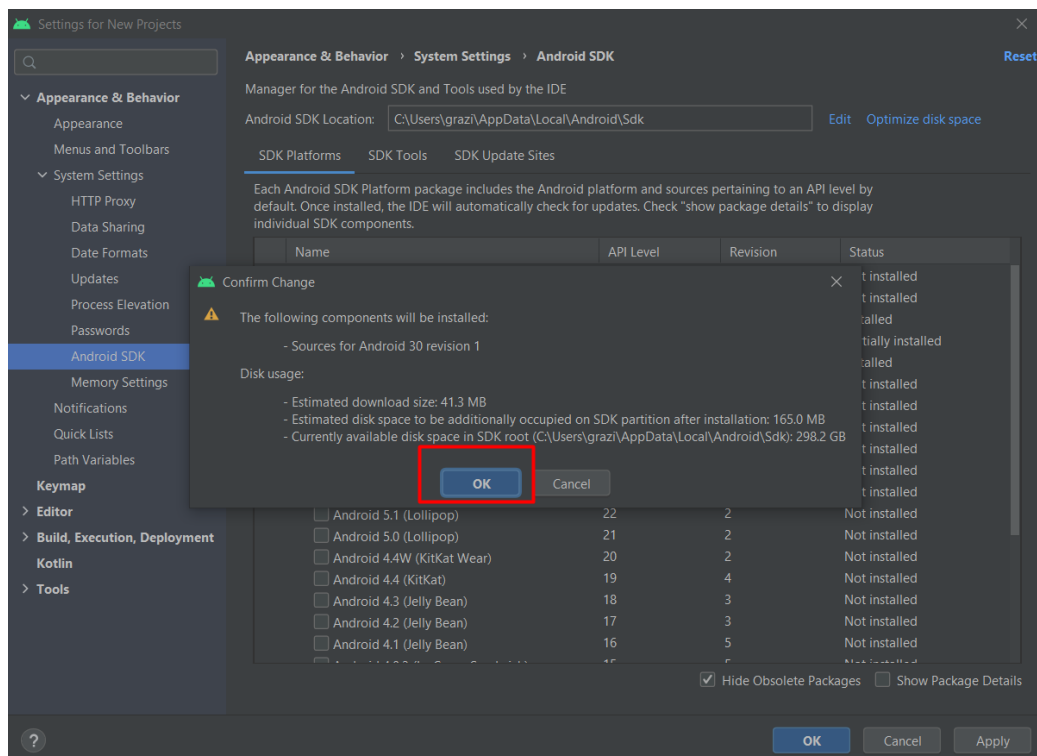 Settings for New Projects
Appearance & Behavior
Appearance
Menus and Toolbars
System Settings
HTTP Proxy
Data Sharing
Date Formats
Updates
Process Elevation
Passwords
Android SDK
Memory Settings
Notifications
Quick Lists
Path Variables
Keymap
Editor
Build, Execution, Deployment
Kotlin
Tools
Appearance & Behavior › System Settings › Android SDK
Reset
Manager for the Android SDK and Tools used by the IDE
Android SDK Location: C:\Users\grazi\AppData\Local\Android\Sdk Edit Optimize disk space
SDK Platforms SDK Tools SDK Update Sites
Each Android SDK Platform package includes the Android platform and sources pertaining to an API level by
default. Once installed, the IDE will automatically check for updates. Check "show package details" to display
individual SDK components.
Name API Level Revision Status
installed
installed
installed
installed
installed
installed
installed
installed
Confirm Change
The following components will be installed:
- Sources for Android 30 revision 1
Disk usage:
- Estimated download size: 41.3 MB
- Estimated disk space to be additionally occupied on SDK partition after installation: 165.0 MB
- Currently available disk space in SDK root (C:\Users\grazi\AppData\Local\Android\Sdk): 298.2 GB
OK Cancel
Android 5.1 (Lollipop) 22 2 Not installed
Android 5.0 (Lollipop) 21 2 Not installed
Android 4.4W (KitKat Wear) 20 2 Not installed
Android 4.4 (KitKat) 19 4 Not installed
Android 4.3 (Jelly Bean) 18 3 Not installed
Android 4.2 (Jelly Bean) 17 3 Not installed
Android 4.1 (Jelly Bean) 16 5 Not installed
Hide Obsolete Packages Show Package Details
? OK Cancel Apply